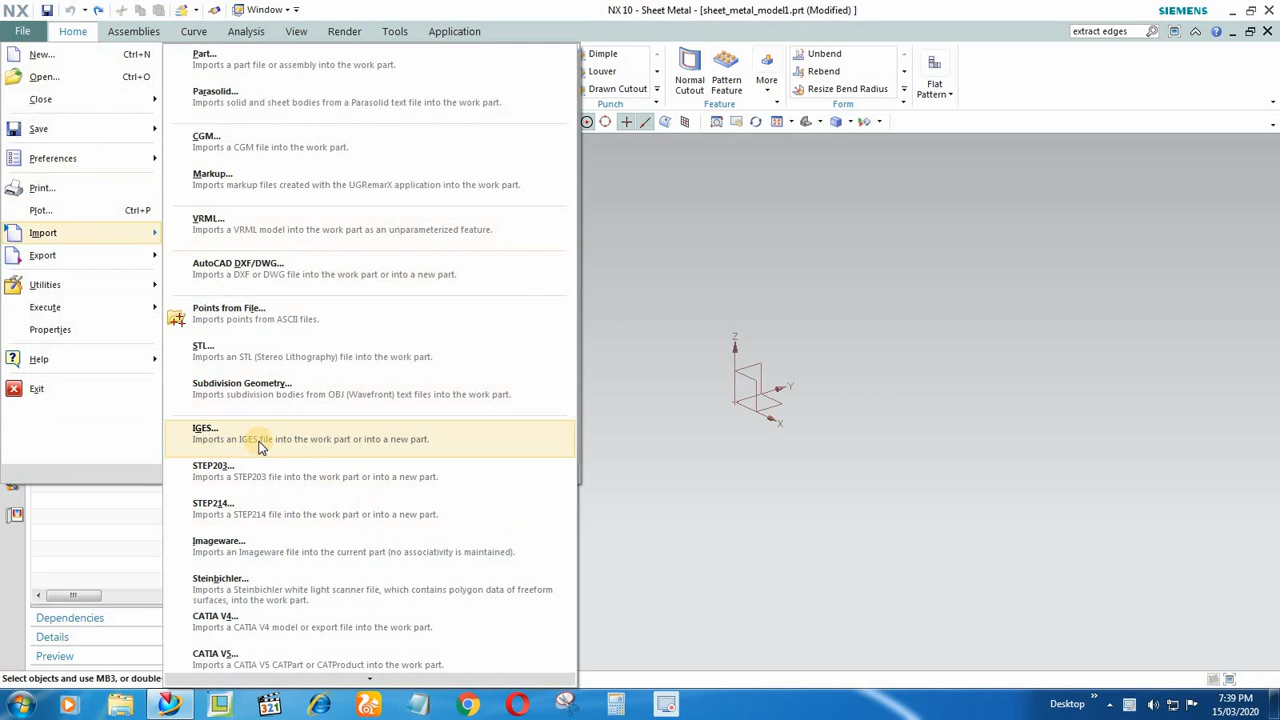 NX
Window
NX 10 - Sheet Metal - [sheet_metal_model1.prt (Modified) ]
SIEMENS
File
Home
Assemblies
Curve
Analysis
View
Render
Tools
Application
extract edges
New...
Ctrl+N
Open...
Ctrl+O
Close
Save
Preferences
Print...
Plot...
Ctrl+P
Import
Export
Utilities
Execute
Properties
Help
Exit
Part...
Imports a part file or assembly into the work part.
Parasolid...
Imports solid and sheet bodies from a Parasolid text file into the work part.
CGM...
Imports a CGM file into the work part.
Markup...
Imports markup files created with the UGRemarX application into the work part.
VRML...
Imports a VRML model into the work part as an unparameterized feature.
AutoCAD DXF/DWG...
Imports a DXF or DWG file into the work part or into a new part.
Points from File...
Imports points from ASCII files.
STL...
Imports an STL (Stereo Lithography) file into the work part.
Subdivision Geometry...
Imports subdivision bodies from OBJ (Wavefront) text files into the work part.
IGES...
Imports an IGES file into the work part or into a new part.
STEP203...
Imports a STEP203 file into the work part or into a new part.
STEP214...
Imports a STEP214 file into the work part or into a new part.
Imageware...
Imports an Imageware file into the current part (no associativity is maintained).
Steinbichler...
Imports a Steinbichler white light scanner file, which contains polygon data of freeform
surfaces, into the work part.
CATIA V4...
Imports a CATIA V4 model or export file into the work part.
CATIA V5...
Imports a CATIA V5 CATPart or CATProduct into the work part.
Dimple
Louver
Drawn Cutout
Punch
Normal
Cutout
Pattern
Feature
More
Feature
Unbend
Rebend
Resize Bend Radius
Form
Flat
Pattern
Z
Y
X
Dependencies
Details
Preview
Select objects and use MB3, or double-
321
Desktop
7:39 PM
15/03/2020